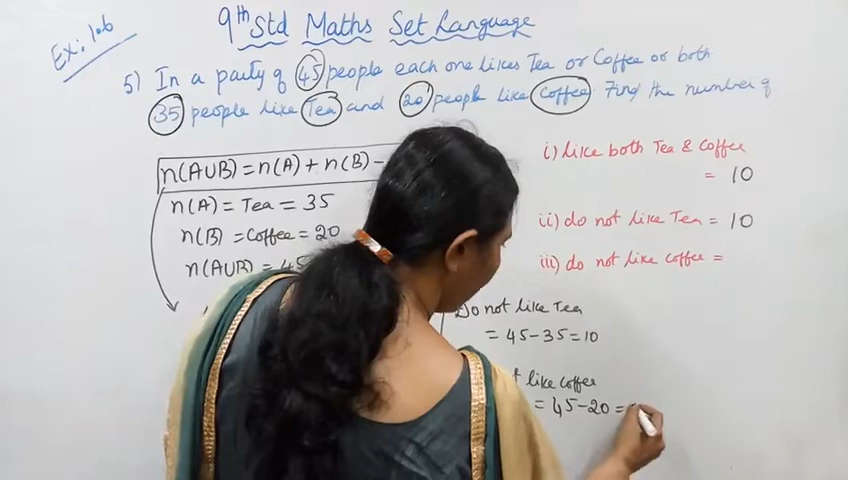 9th Std Maths Set Language
Ex: 1.6
5) In a party of 45 people each one likes Tea or Coffee or both
35 people like Tea and 20 people like Coffee Find the number of
n(AUB) = n(A) + n(B) -
n(A) = Tea = 35
n(B) = Coffee = 20
n(AUB) = 45
i) like both Tea & Coffee
= 10
ii) do not like Tea = 10
iii) do not like coffee =
Do not like Tea
= 45 - 35 = 10
like coffee
= 45 - 20 =